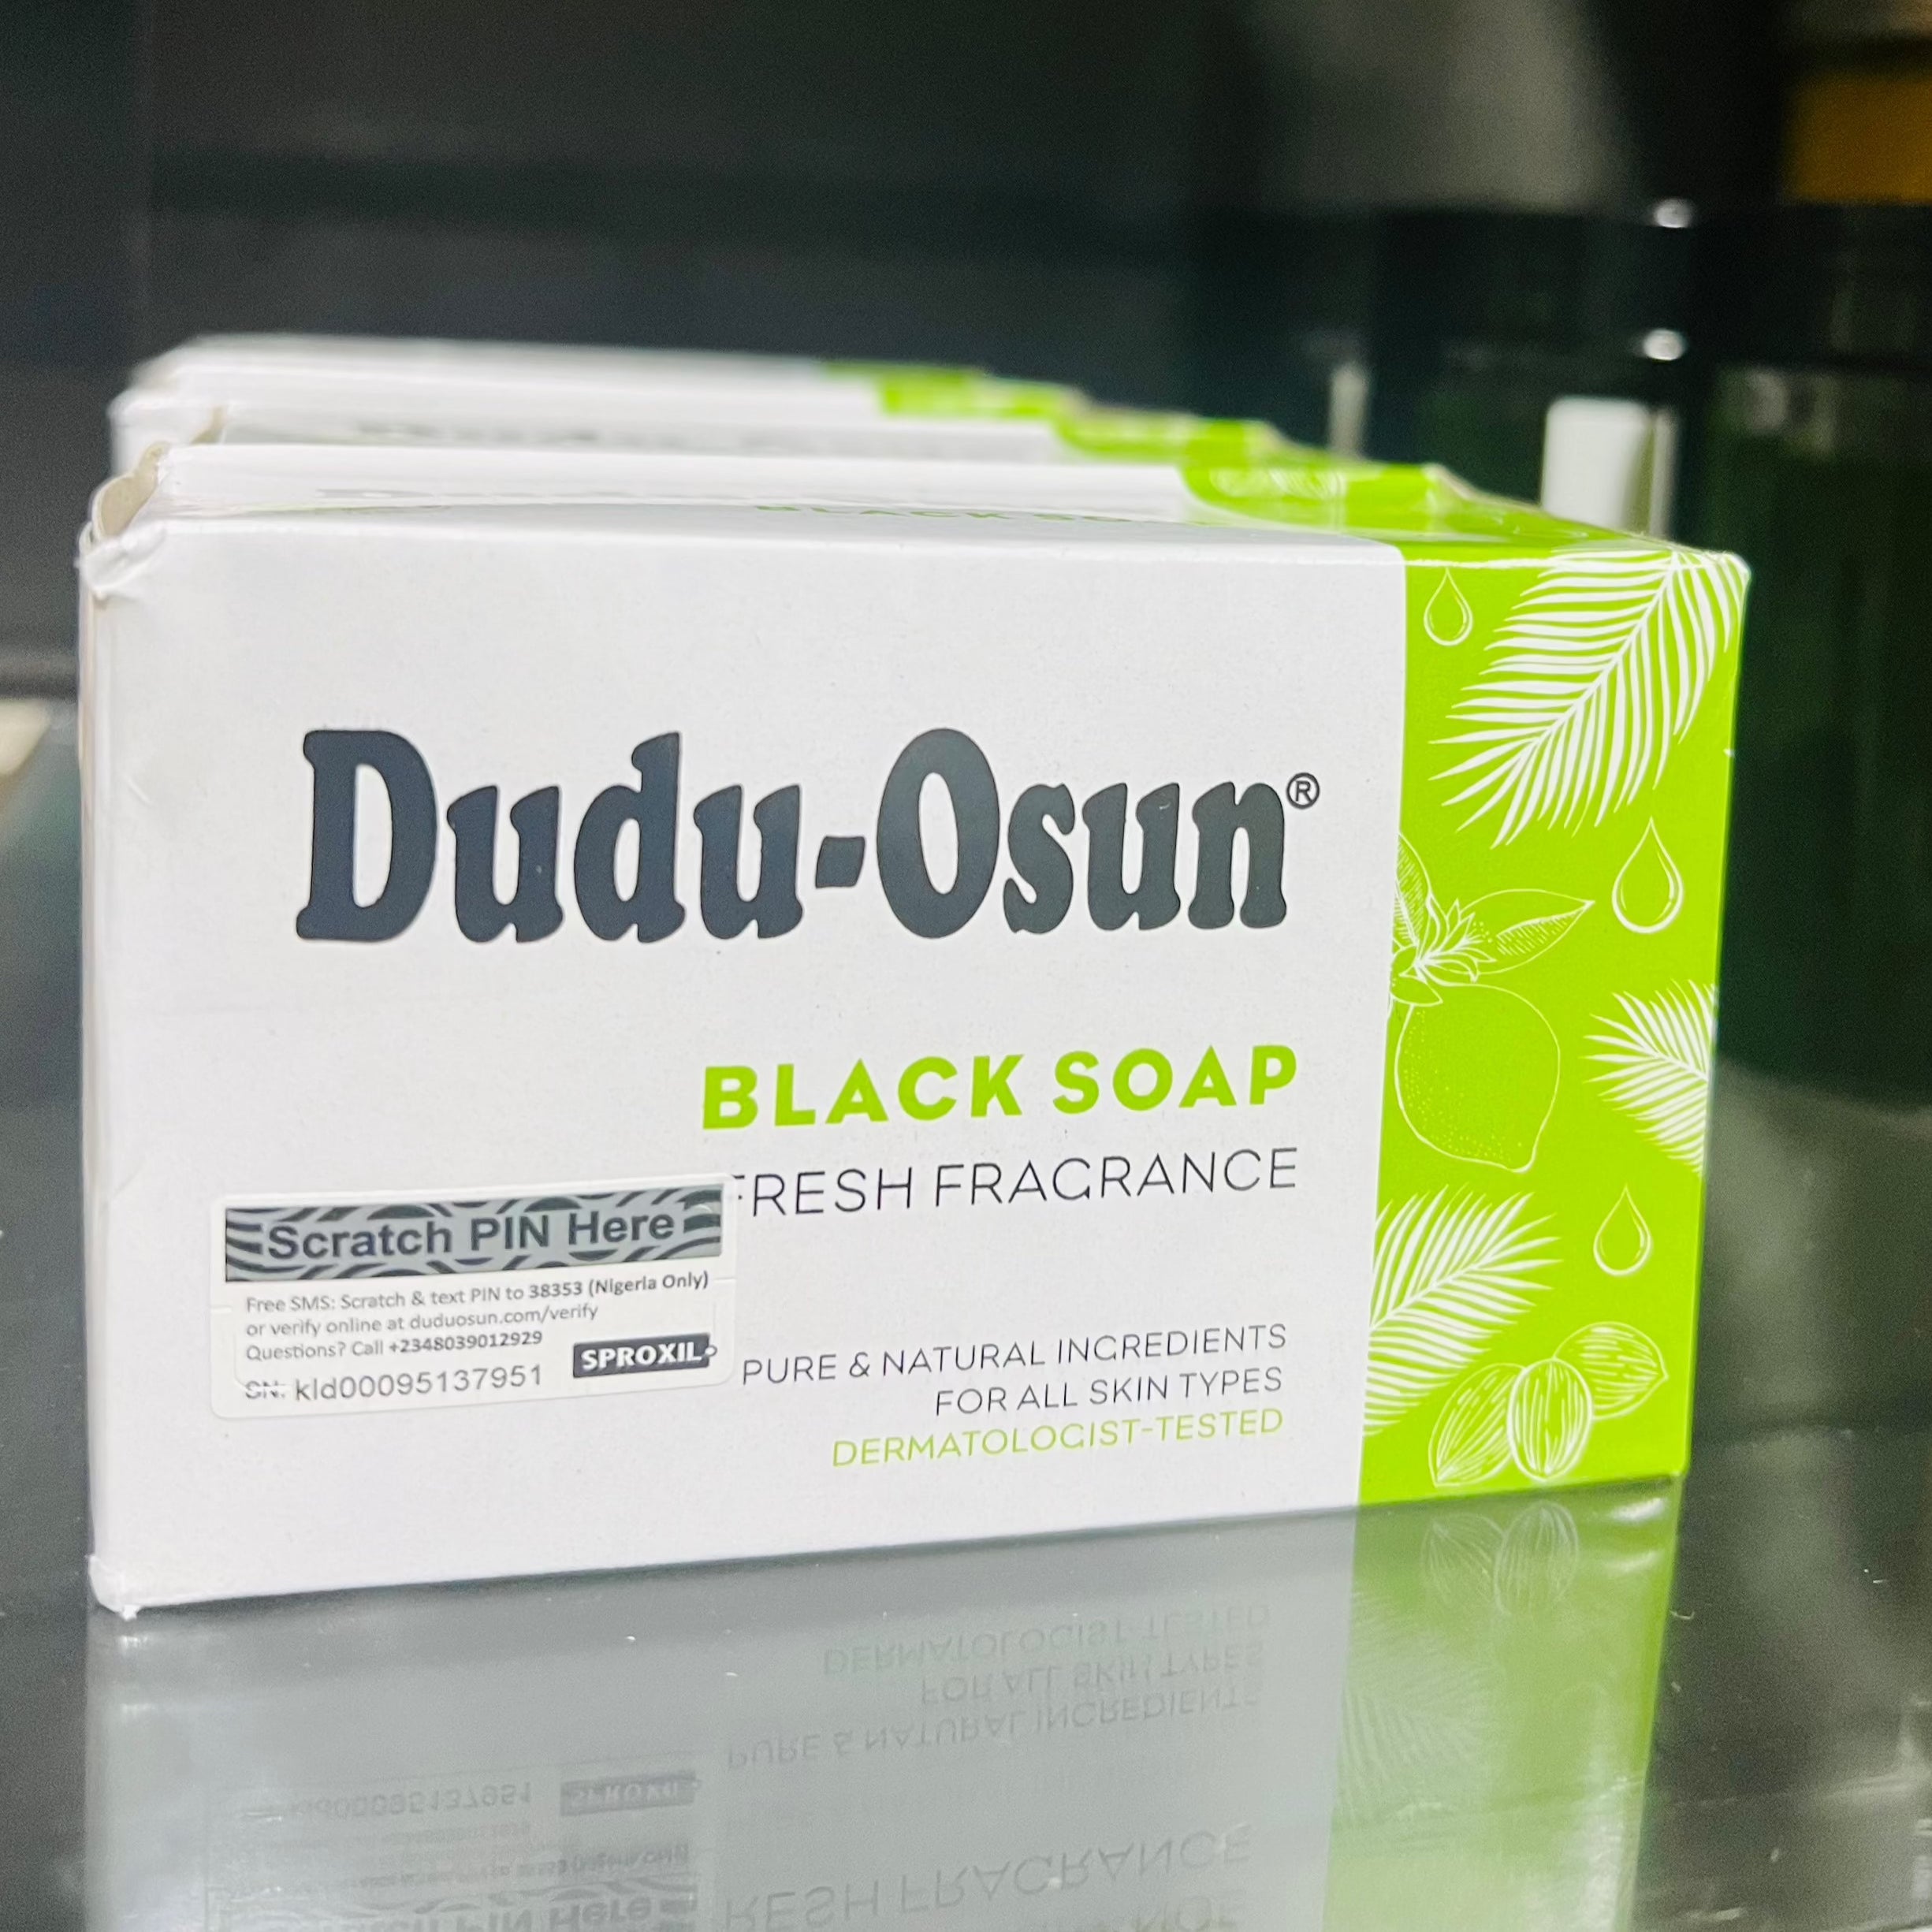 Dudu-Osun®
BLACK SOAP
FRESH FRAGRANCE
Scratch PIN Here
Free SMS: Scratch & text PIN to 38353 (Nigeria Only)
or verify online at duduosun.com/verify
Questions? Call +2348039012929
SN: kld00095137951
SPROXIL
PURE & NATURAL INGREDIENTS
FOR ALL SKIN TYPES
DERMATOLOGIST-TESTED